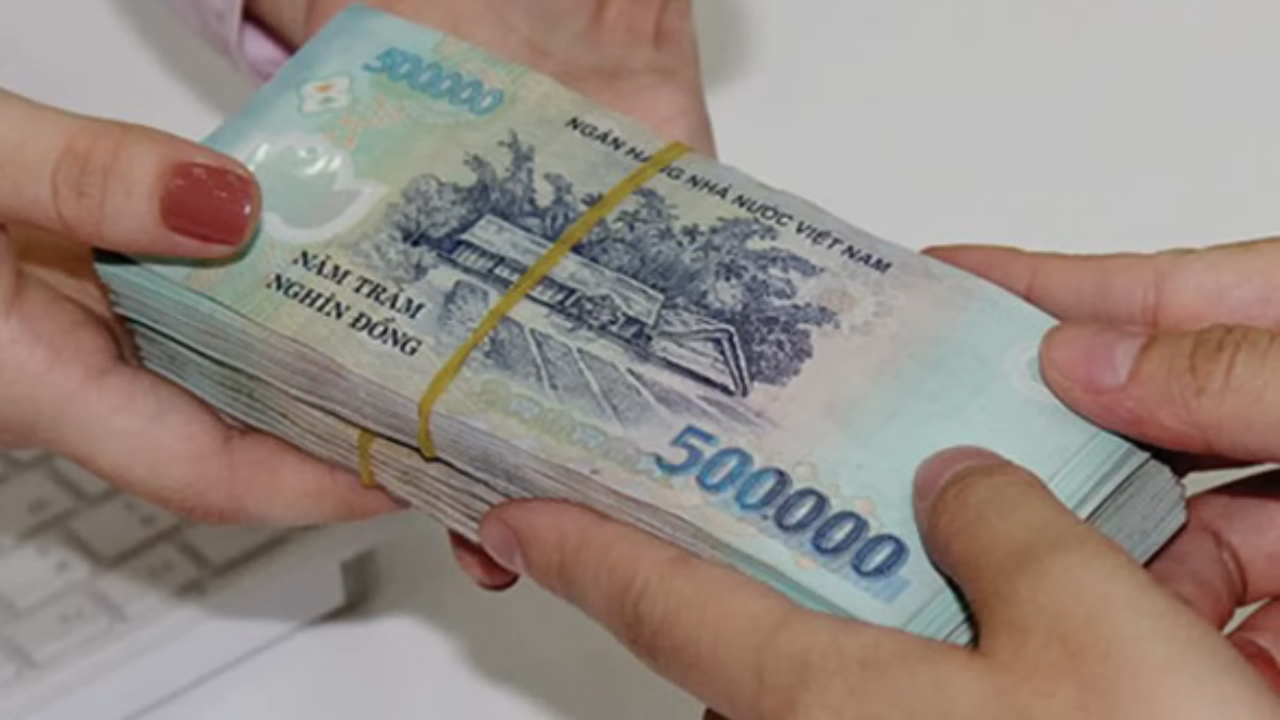 500000
NGÂN HÀNG NHÀ NƯỚC VIỆT NAM
NĂM TRĂM
NGHÌN ĐỒNG
500000